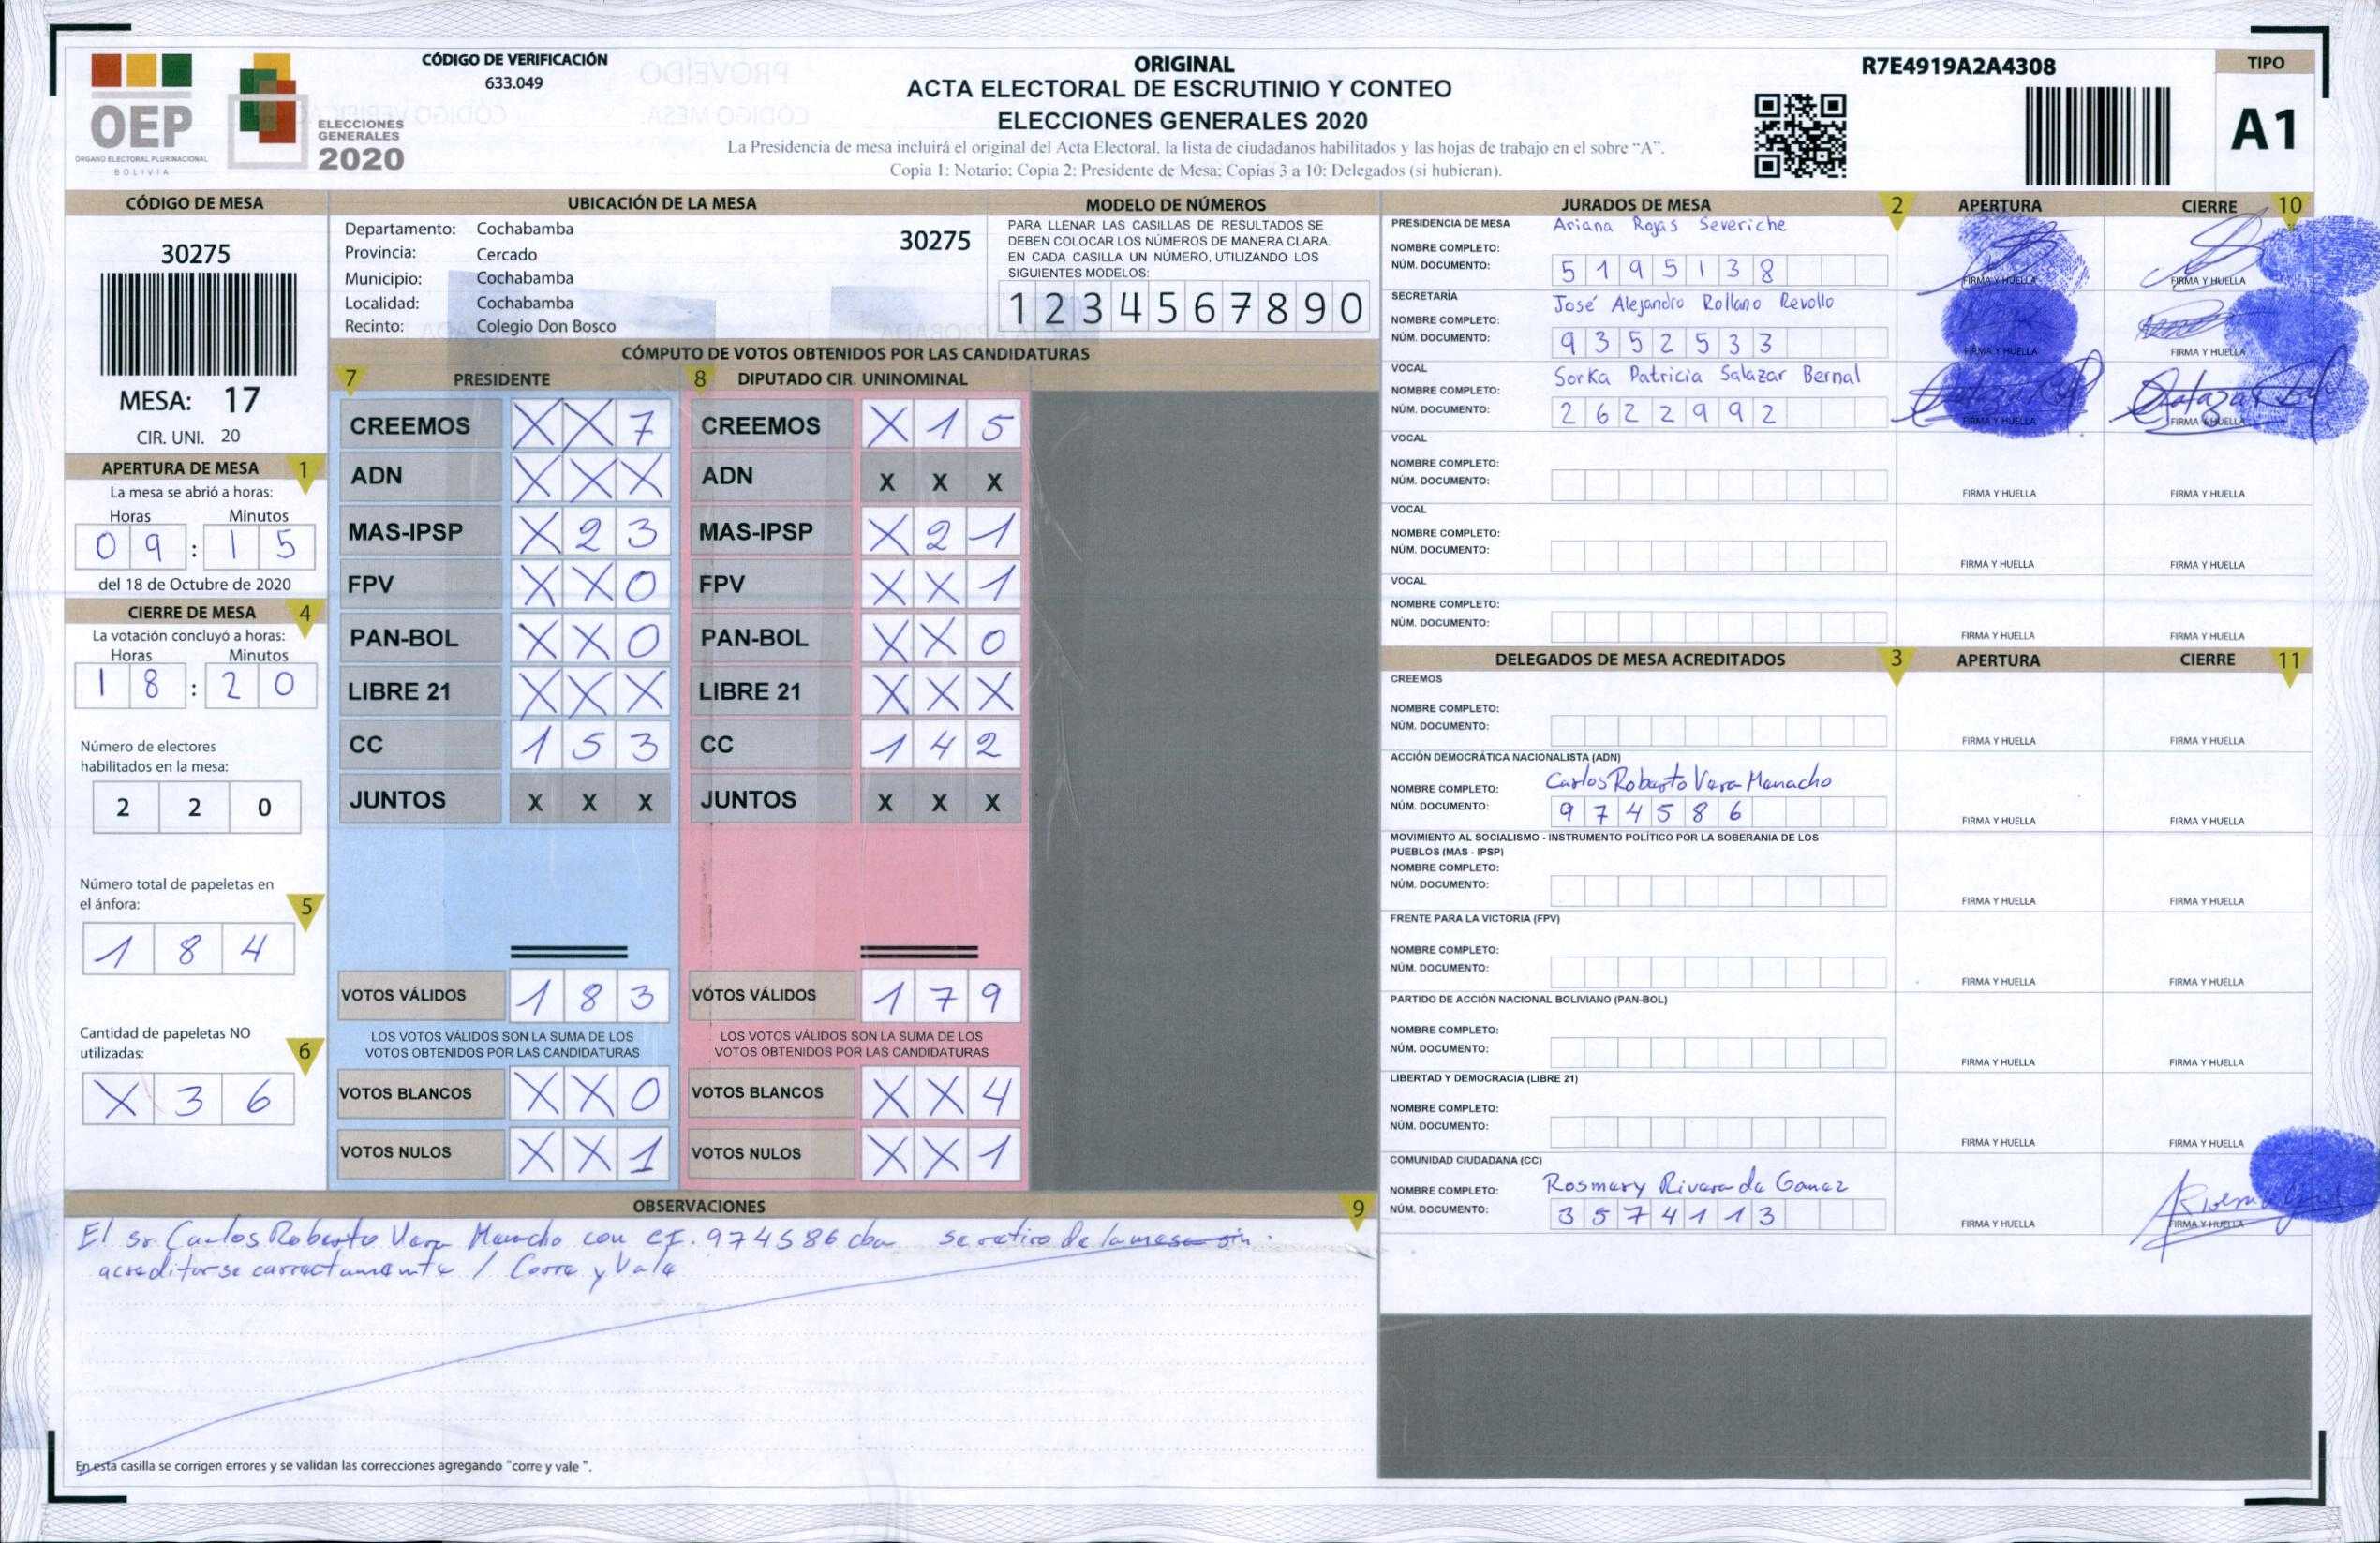 CÓDIGO DE VERIFICACIÓN
633.049
ORIGINAL
ACTA ELECTORAL DE ESCRUTINIO Y CONTEO
ELECCIONES GENERALES 2020
La Presidencia de mesa incluirá el original del Acta Electoral, la lista de ciudadanos habilitados y las hojas de trabajo en el sobre "A".
Copia 1: Notario; Copia 2: Presidente de Mesa; Copias 3 a 10: Delegados (si hubieran).
R7E4919A2A4308
TIPO
A1
OEP
ÓRGANO ELECTORAL PLURINACIONAL
BOLIVIA
ELECCIONES
GENERALES
2020
CÓDIGO DE MESA
30275
MESA: 17
CIR. UNI. 20
APERTURA DE MESA 1
La mesa se abrió a horas:
Horas Minutos
0 9 : 1 5
del 18 de Octubre de 2020
CIERRE DE MESA 4
La votación concluyó a horas:
Horas Minutos
1 8 : 2 0
Número de electores
habilitados en la mesa:
2 2 0
Número total de papeletas en
el ánfora: 5
1 8 4
Cantidad de papeletas NO
utilizadas: 6
X 3 6
UBICACIÓN DE LA MESA
Departamento: Cochabamba
Provincia: Cercado
Municipio: Cochabamba
Localidad: Cochabamba
Recinto: Colegio Don Bosco
30275
MODELO DE NÚMEROS
PARA LLENAR LAS CASILLAS DE RESULTADOS SE
DEBEN COLOCAR LOS NÚMEROS DE MANERA CLARA.
EN CADA CASILLA UN NÚMERO, UTILIZANDO LOS
SIGUIENTES MODELOS:
1 2 3 4 5 6 7 8 9 0
CÓMPUTO DE VOTOS OBTENIDOS POR LAS CANDIDATURAS
7 PRESIDENTE
CREEMOS X X 7
ADN X X X
MAS-IPSP X 2 3
FPV X X 0
PAN-BOL X X 0
LIBRE 21 X X X
CC 1 5 3
JUNTOS X X X
VOTOS VÁLIDOS 1 8 3
LOS VOTOS VÁLIDOS SON LA SUMA DE LOS
VOTOS OBTENIDOS POR LAS CANDIDATURAS
VOTOS BLANCOS X X 0
VOTOS NULOS X X 1
8 DIPUTADO CIR. UNINOMINAL
CREEMOS X 1 5
ADN X X X
MAS-IPSP X 2 1
FPV X X 1
PAN-BOL X X 0
LIBRE 21 X X X
CC 1 4 2
JUNTOS X X X
VOTOS VÁLIDOS 1 7 9
LOS VOTOS VÁLIDOS SON LA SUMA DE LOS
VOTOS OBTENIDOS POR LAS CANDIDATURAS
VOTOS BLANCOS X X 4
VOTOS NULOS X X 1
OBSERVACIONES 9
El sr. Carlos Roberto Vera Manacho con CI. 974586 cba se retiro de la mesa sin
acreditarse correctamente / Corre y Vale
En esta casilla se corrigen errores y se validan las correcciones agregando "corre y vale ".
JURADOS DE MESA 2 APERTURA CIERRE 10
PRESIDENCIA DE MESA
NOMBRE COMPLETO: Ariana Rojas Severiche
NÚM. DOCUMENTO: 5 1 9 5 1 3 8
FIRMA Y HUELLA FIRMA Y HUELLA
SECRETARÍA
NOMBRE COMPLETO: José Alejandro Rollano Revollo
NÚM. DOCUMENTO: 9 3 5 2 5 3 3
FIRMA Y HUELLA FIRMA Y HUELLA
VOCAL
NOMBRE COMPLETO: Sorka Patricia Salazar Bernal
NÚM. DOCUMENTO: 2 6 2 2 9 9 2
FIRMA Y HUELLA FIRMA Y HUELLA
VOCAL
NOMBRE COMPLETO:
NÚM. DOCUMENTO:
FIRMA Y HUELLA FIRMA Y HUELLA
VOCAL
NOMBRE COMPLETO:
NÚM. DOCUMENTO:
FIRMA Y HUELLA FIRMA Y HUELLA
VOCAL
NOMBRE COMPLETO:
NÚM. DOCUMENTO:
FIRMA Y HUELLA FIRMA Y HUELLA
DELEGADOS DE MESA ACREDITADOS 3 APERTURA CIERRE 11
CREEMOS
NOMBRE COMPLETO:
NÚM. DOCUMENTO:
FIRMA Y HUELLA FIRMA Y HUELLA
ACCIÓN DEMOCRÁTICA NACIONALISTA (ADN)
NOMBRE COMPLETO: Carlos Roberto Vera Manacho
NÚM. DOCUMENTO: 9 7 4 5 8 6
FIRMA Y HUELLA FIRMA Y HUELLA
MOVIMIENTO AL SOCIALISMO - INSTRUMENTO POLÍTICO POR LA SOBERANIA DE LOS
PUEBLOS (MAS - IPSP)
NOMBRE COMPLETO:
NÚM. DOCUMENTO:
FIRMA Y HUELLA FIRMA Y HUELLA
FRENTE PARA LA VICTORIA (FPV)
NOMBRE COMPLETO:
NÚM. DOCUMENTO:
FIRMA Y HUELLA FIRMA Y HUELLA
PARTIDO DE ACCIÓN NACIONAL BOLIVIANO (PAN-BOL)
NOMBRE COMPLETO:
NÚM. DOCUMENTO:
FIRMA Y HUELLA FIRMA Y HUELLA
LIBERTAD Y DEMOCRACIA (LIBRE 21)
NOMBRE COMPLETO:
NÚM. DOCUMENTO:
FIRMA Y HUELLA FIRMA Y HUELLA
COMUNIDAD CIUDADANA (CC)
NOMBRE COMPLETO: Rosmery Rivera de Gamez
NÚM. DOCUMENTO: 3 5 7 4 1 1 3
FIRMA Y HUELLA FIRMA Y HUELLA